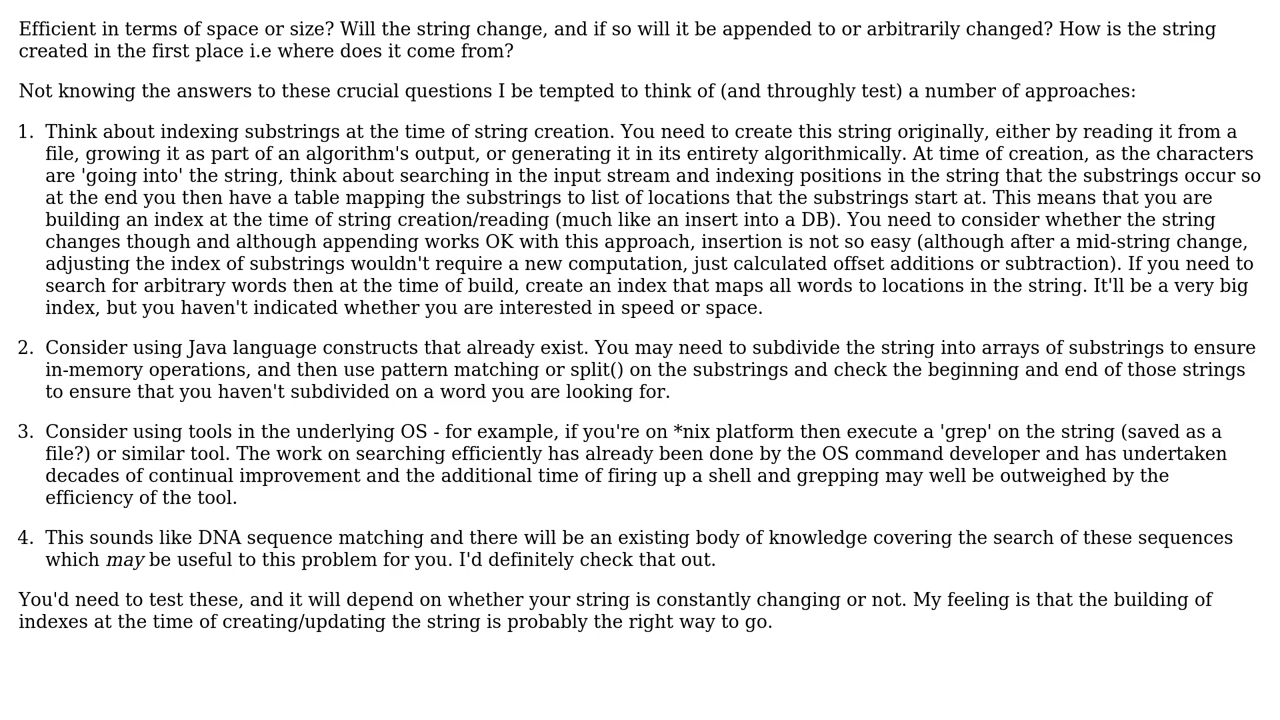 Efficient in terms of space or size? Will the string change, and if so will it be appended to or arbitrarily changed? How is the string
created in the first place i.e where does it come from?
Not knowing the answers to these crucial questions I be tempted to think of (and throughly test) a number of approaches:
1. Think about indexing substrings at the time of string creation. You need to create this string originally, either by reading it from a
file, growing it as part of an algorithm's output, or generating it in its entirety algorithmically. At time of creation, as the characters
are 'going into' the string, think about searching in the input stream and indexing positions in the string that the substrings occur so
at the end you then have a table mapping the substrings to list of locations that the substrings start at. This means that you are
building an index at the time of string creation/reading (much like an insert into a DB). You need to consider whether the string
changes though and although appending works OK with this approach, insertion is not so easy (although after a mid-string change,
adjusting the index of substrings wouldn't require a new computation, just calculated offset additions or subtraction). If you need to
search for arbitrary words then at the time of build, create an index that maps all words to locations in the string. It'll be a very big
index, but you haven't indicated whether you are interested in speed or space.
2. Consider using Java language constructs that already exist. You may need to subdivide the string into arrays of substrings to ensure
in-memory operations, and then use pattern matching or split() on the substrings and check the beginning and end of those strings
to ensure that you haven't subdivided on a word you are looking for.
3. Consider using tools in the underlying OS - for example, if you're on *nix platform then execute a 'grep' on the string (saved as a
file?) or similar tool. The work on searching efficiently has already been done by the OS command developer and has undertaken
decades of continual improvement and the additional time of firing up a shell and grepping may well be outweighed by the
efficiency of the tool.
4. This sounds like DNA sequence matching and there will be an existing body of knowledge covering the search of these sequences
which may be useful to this problem for you. I'd definitely check that out.
You'd need to test these, and it will depend on whether your string is constantly changing or not. My feeling is that the building of
indexes at the time of creating/updating the string is probably the right way to go.